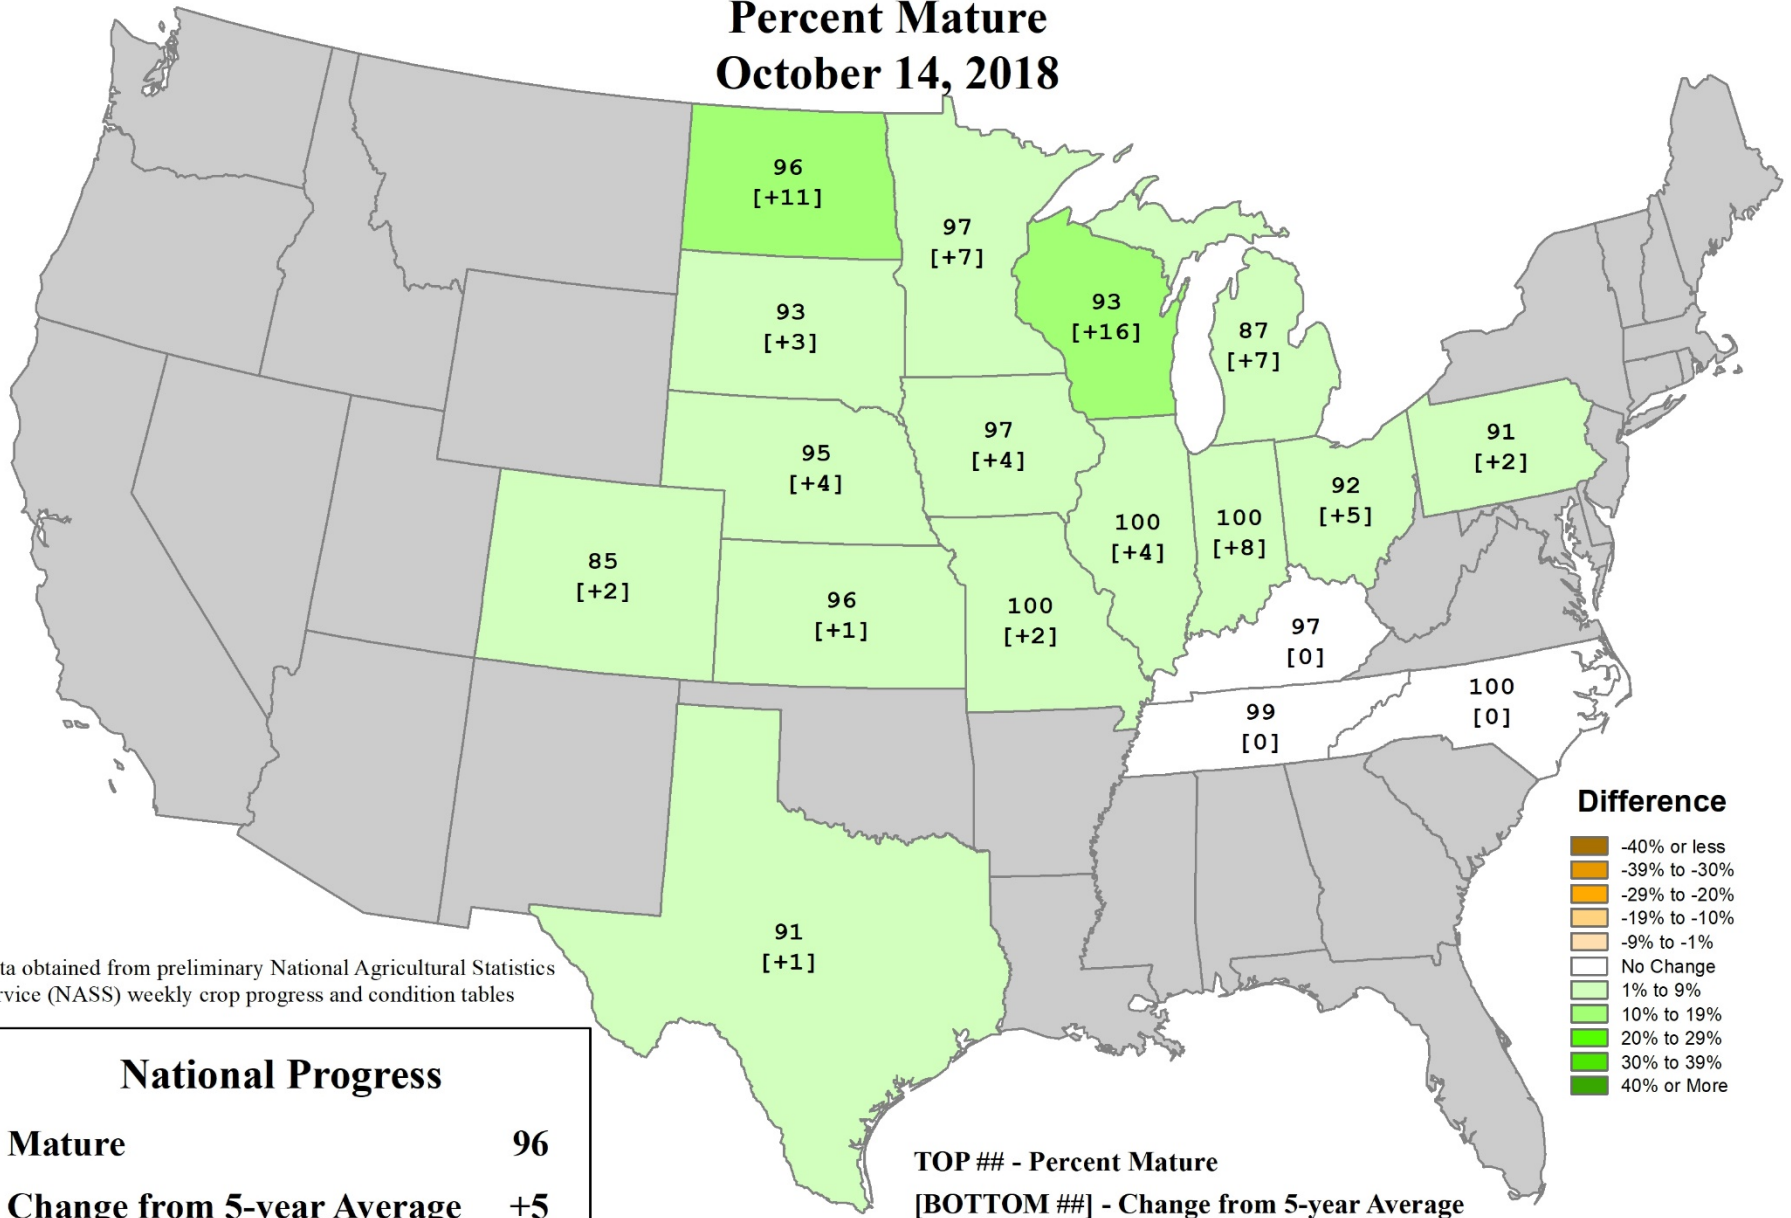 Percent Mature
October 14, 2018
96
[+11]
97
[+7]
93
[+3]
93
[+16]
87
[+7]
95
[+4]
97
[+4]
91
[+2]
92
[+5]
100
[+4]
100
[+8]
85
[+2]
96
[+1]
100
[+2]
97
[0]
99
[0]
100
[0]
91
[+1]
Difference
-40% or less
-39% to -30%
-29% to -20%
-19% to -10%
-9% to -1%
No Change
1% to 9%
10% to 19%
20% to 29%
30% to 39%
40% or More
ta obtained from preliminary National Agricultural Statistics
rvice (NASS) weekly crop progress and condition tables
National Progress
Mature 96
Change from 5-year Average +5
TOP ## - Percent Mature
[BOTTOM ##] - Change from 5-year Average